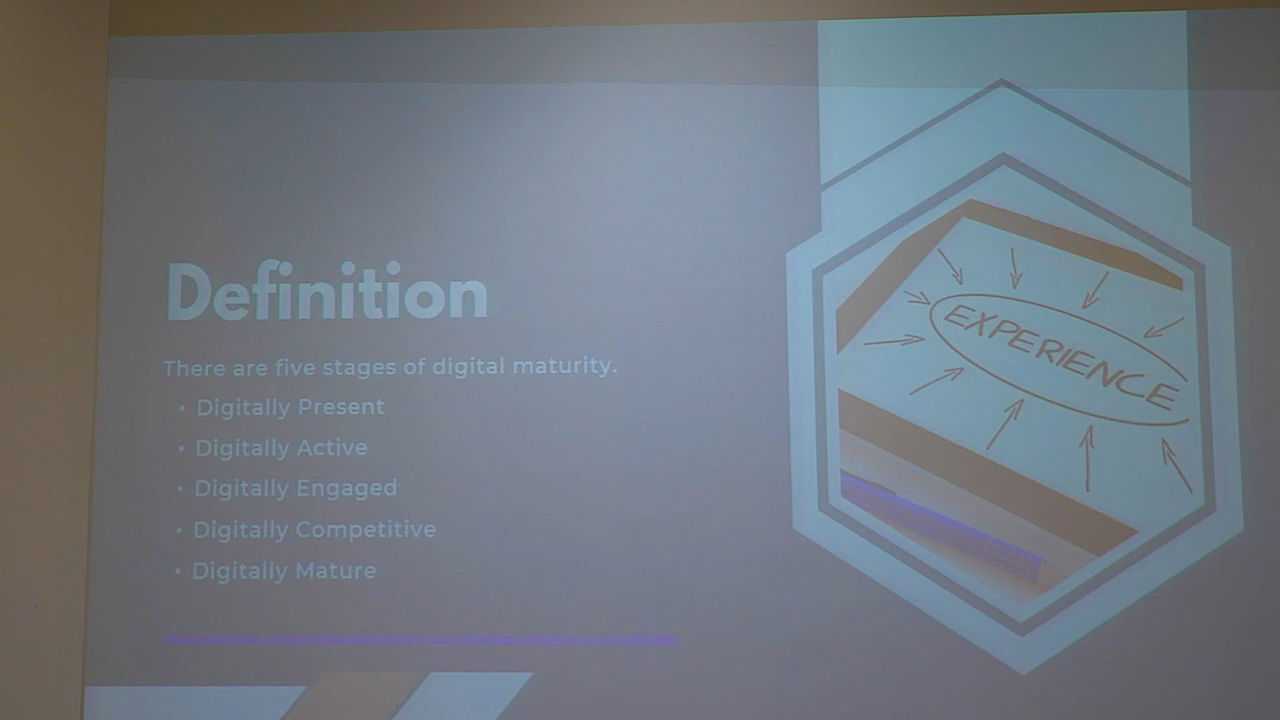 Definition
There are five stages of digital maturity.
• Digitally Present
• Digitally Active
• Digitally Engaged
• Digitally Competitive
• Digitally Mature
EXPERIENCE